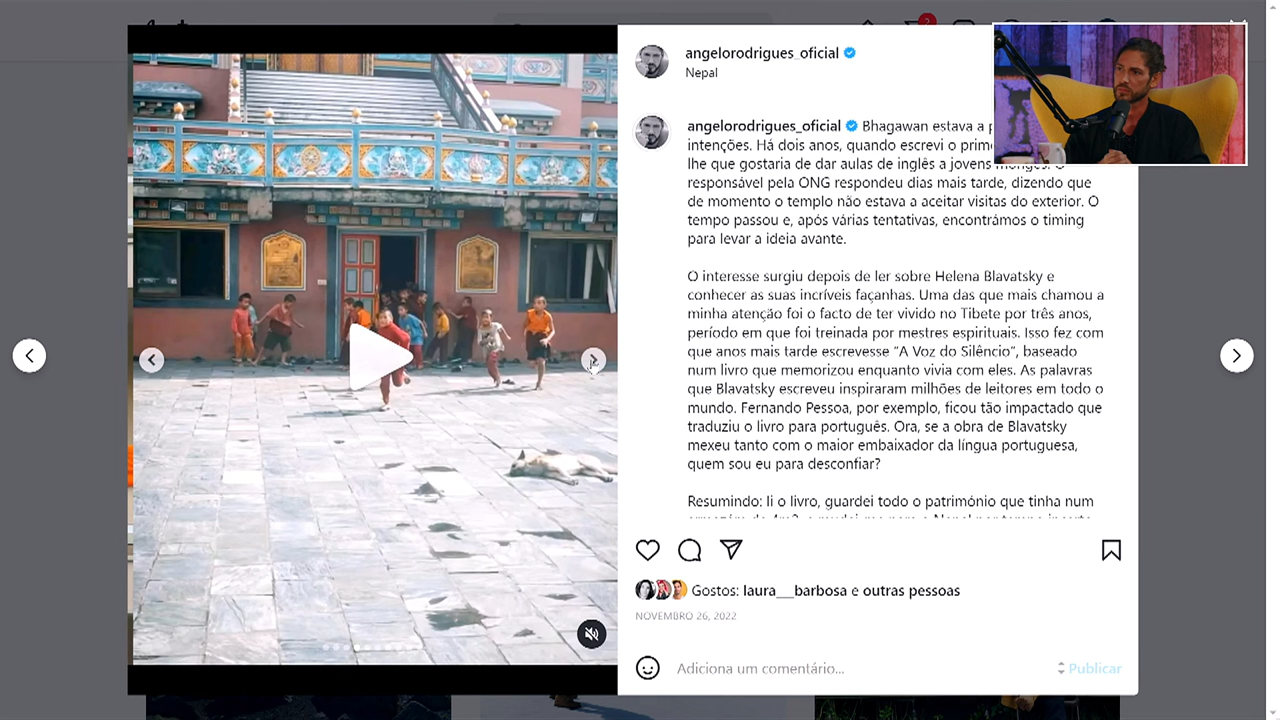 2
angelorodrigues_oficial
Nepal
angelorodrigues_oficial Bhagawan estava a
intenções. Há dois anos, quando escrevi o
lhe que gostaria de dar aulas de inglês a jovens
responsável pela ONG respondeu dias mais tarde, dizendo que
de momento o templo não estava a aceitar visitas do exterior. O
tempo passou e, após várias tentativas, encontrámos o timing
para levar a ideia avante.
O interesse surgiu depois de ler sobre Helena Blavatsky e
conhecer as suas incríveis façanhas. Uma das que mais chamou a
minha atenção foi o facto de ter vivido no Tibete por três anos,
período em que foi treinada por mestres espirituais. Isso fez com
que anos mais tarde escrevesse "A Voz do Silêncio", baseado
num livro que memorizou enquanto vivia com eles. As palavras
que Blavatsky escreveu inspiraram milhões de leitores em todo o
mundo. Fernando Pessoa, por exemplo, ficou tão impactado que
traduziu o livro para português. Ora, se a obra de Blavatsky
mexeu tanto com o maior embaixador da língua portuguesa,
quem sou eu para desconfiar?
Resumindo: li o livro, guardei todo o património que tinha num
Gostos: laura___barbosa e outras pessoas
NOVEMBRO 26, 2022
Adiciona um comentário...
Publicar